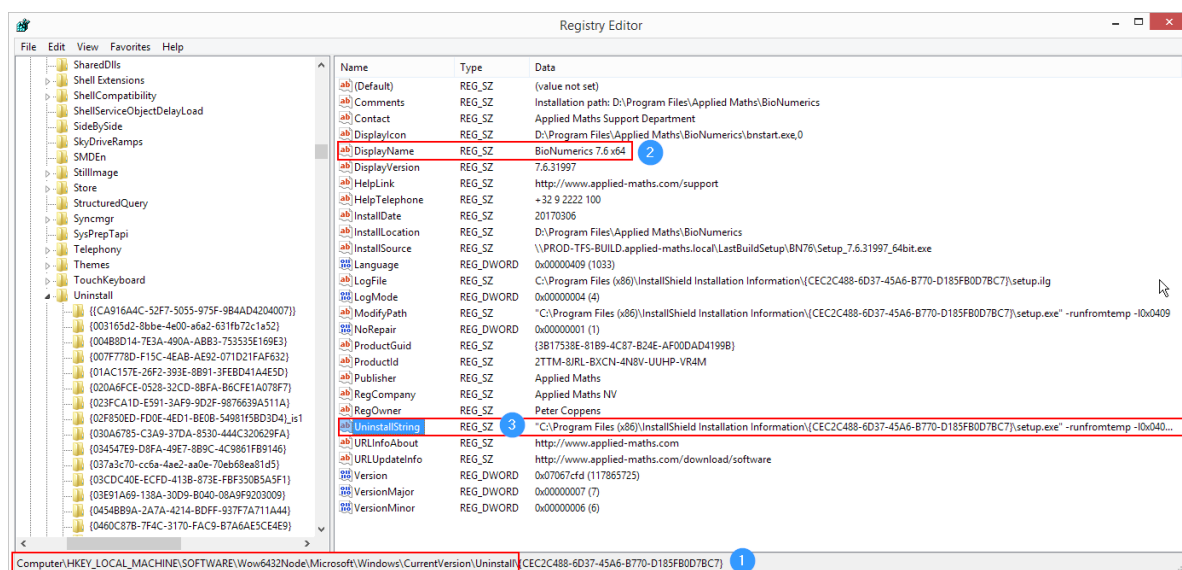 Registry Editor
File Edit View Favorites Help
SharedDlls
Shell Extensions
ShellCompatibility
ShellServiceObjectDelayLoad
SideBySide
SkyDriveRamps
SMDEn
StillImage
Store
StructuredQuery
Syncmgr
SysPrepTapi
Telephony
Themes
TouchKeyboard
Uninstall
{{CA916A4C-52F7-5055-975F-9B4AD4204007}}
{003165d2-8bbe-4e00-a6a2-631fb72c1a52}
{004B8D14-7E3A-490A-ABB3-753535E169E3}
{007F778D-F15C-4EAB-AE92-071D21FAF632}
{01AC157E-26F2-393E-8B91-3FEBD41A4E5D}
{020A6FCE-0528-32CD-8BFA-B6CFE1A078F7}
{023FCA1D-E591-3AF9-9D2F-9876639A511A}
{02F850ED-FD0E-4ED1-BE0B-54981f5BD3D4}_is1
{030A6785-C3A9-37DA-8530-444C320629FA}
{034547E9-D8FA-49E7-8B9C-4C9861FB9146}
{037a3c70-cc6a-4ae2-aa0e-70eb68ea81d5}
{03CDC40E-ECFD-413B-873E-FBF350B5A5F1}
{03E91A69-138A-30D9-B040-08A9F9203009}
{0454BB9A-2A7A-4214-BDFF-937F7A711A44}
{0460C87B-7F4C-3170-FAC9-B7A6AE5CE4E9}
Name Type Data
(Default) REG_SZ (value not set)
Comments REG_SZ Installation path: D:\Program Files\Applied Maths\BioNumerics
Contact REG_SZ Applied Maths Support Department
DisplayIcon REG_SZ D:\Program Files\Applied Maths\BioNumerics\bnstart.exe,0
DisplayName REG_SZ BioNumerics 7.6 x64 2
DisplayVersion REG_SZ 7.6.31997
HelpLink REG_SZ http://www.applied-maths.com/support
HelpTelephone REG_SZ +32 9 2222 100
InstallDate REG_SZ 20170306
InstallLocation REG_SZ D:\Program Files\Applied Maths\BioNumerics
InstallSource REG_SZ \\PROD-TFS-BUILD.applied-maths.local\LastBuildSetup\BN76\Setup_7.6.31997_64bit.exe
Language REG_DWORD 0x00000409 (1033)
LogFile REG_SZ C:\Program Files (x86)\InstallShield Installation Information\{CEC2C488-6D37-45A6-B770-D185FB0D7BC7}\setup.ilg
LogMode REG_DWORD 0x00000004 (4)
ModifyPath REG_SZ "C:\Program Files (x86)\InstallShield Installation Information\{CEC2C488-6D37-45A6-B770-D185FB0D7BC7}\setup.exe" -runfromtemp -l0x0409
NoRepair REG_DWORD 0x00000001 (1)
ProductGuid REG_SZ {3B17538E-81B9-4C87-B24E-AF00DAD4199B}
ProductId REG_SZ 2TTM-8JRL-BXCN-4N8V-UUHP-VR4M
Publisher REG_SZ Applied Maths
RegCompany REG_SZ Applied Maths NV
RegOwner REG_SZ Peter Coppens
UninstallString REG_SZ 3 "C:\Program Files (x86)\InstallShield Installation Information\{CEC2C488-6D37-45A6-B770-D185FB0D7BC7}\setup.exe" -runfromtemp -l0x040...
URLInfoAbout REG_SZ http://www.applied-maths.com
URLUpdateInfo REG_SZ http://www.applied-maths.com/download/software
Version REG_DWORD 0x07067cfd (117865725)
VersionMajor REG_DWORD 0x00000007 (7)
VersionMinor REG_DWORD 0x00000006 (6)
Computer\HKEY_LOCAL_MACHINE\SOFTWARE\Wow6432Node\Microsoft\Windows\CurrentVersion\Uninstall\{CEC2C488-6D37-45A6-B770-D185FB0D7BC7} 1